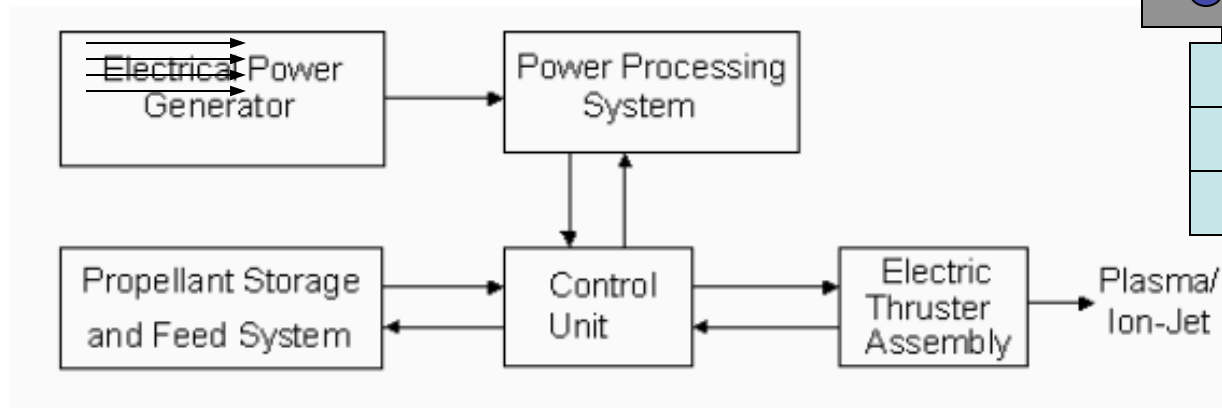 Electrical Power
Generator
Power Processing
System
Propellant Storage
and Feed System
Control
Unit
Electric
Thruster
Assembly
Plasma/
Ion-Jet